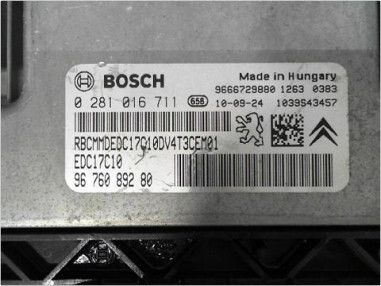 BOSCH
Made in Hungary
9666729880 1263 0383
0 281 016 711 658 10-09-24 1039S43457
RBCMMDEDC17C10DV4T3CEM01
EDC17C10
96 760 892 80